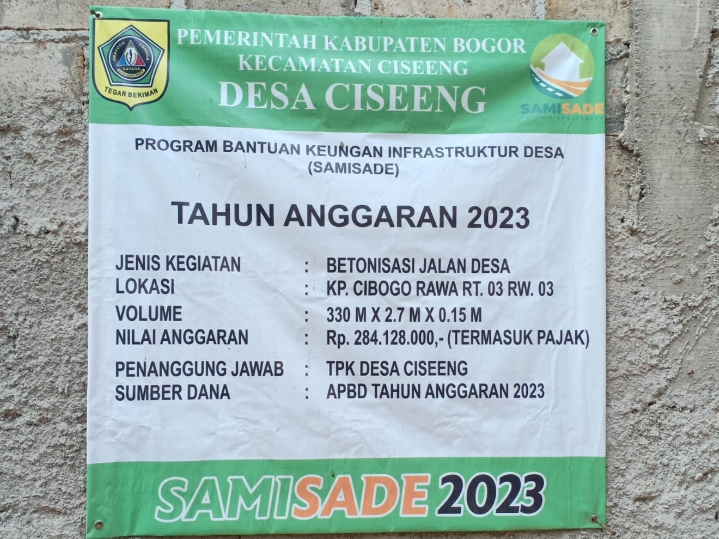 PEMERINTAH KABUPATEN BOGOR
KECAMATAN CISEENG
DESA CISEENG
TEGAR BERIMAN
SAMISADE
PROGRAM BANTUAN KEUNGAN INFRASTRUKTUR DESA
(SAMISADE)
TAHUN ANGGARAN 2023
JENIS KEGIATAN : BETONISASI JALAN DESA
LOKASI : KP. CIBOGO RAWA RT. 03 RW. 03
VOLUME : 330 M X 2.7 M X 0.15 M
NILAI ANGGARAN : Rp. 284.128.000,- (TERMASUK PAJAK)
PENANGGUNG JAWAB : TPK DESA CISEENG
SUMBER DANA : APBD TAHUN ANGGARAN 2023
SAMISADE 2023